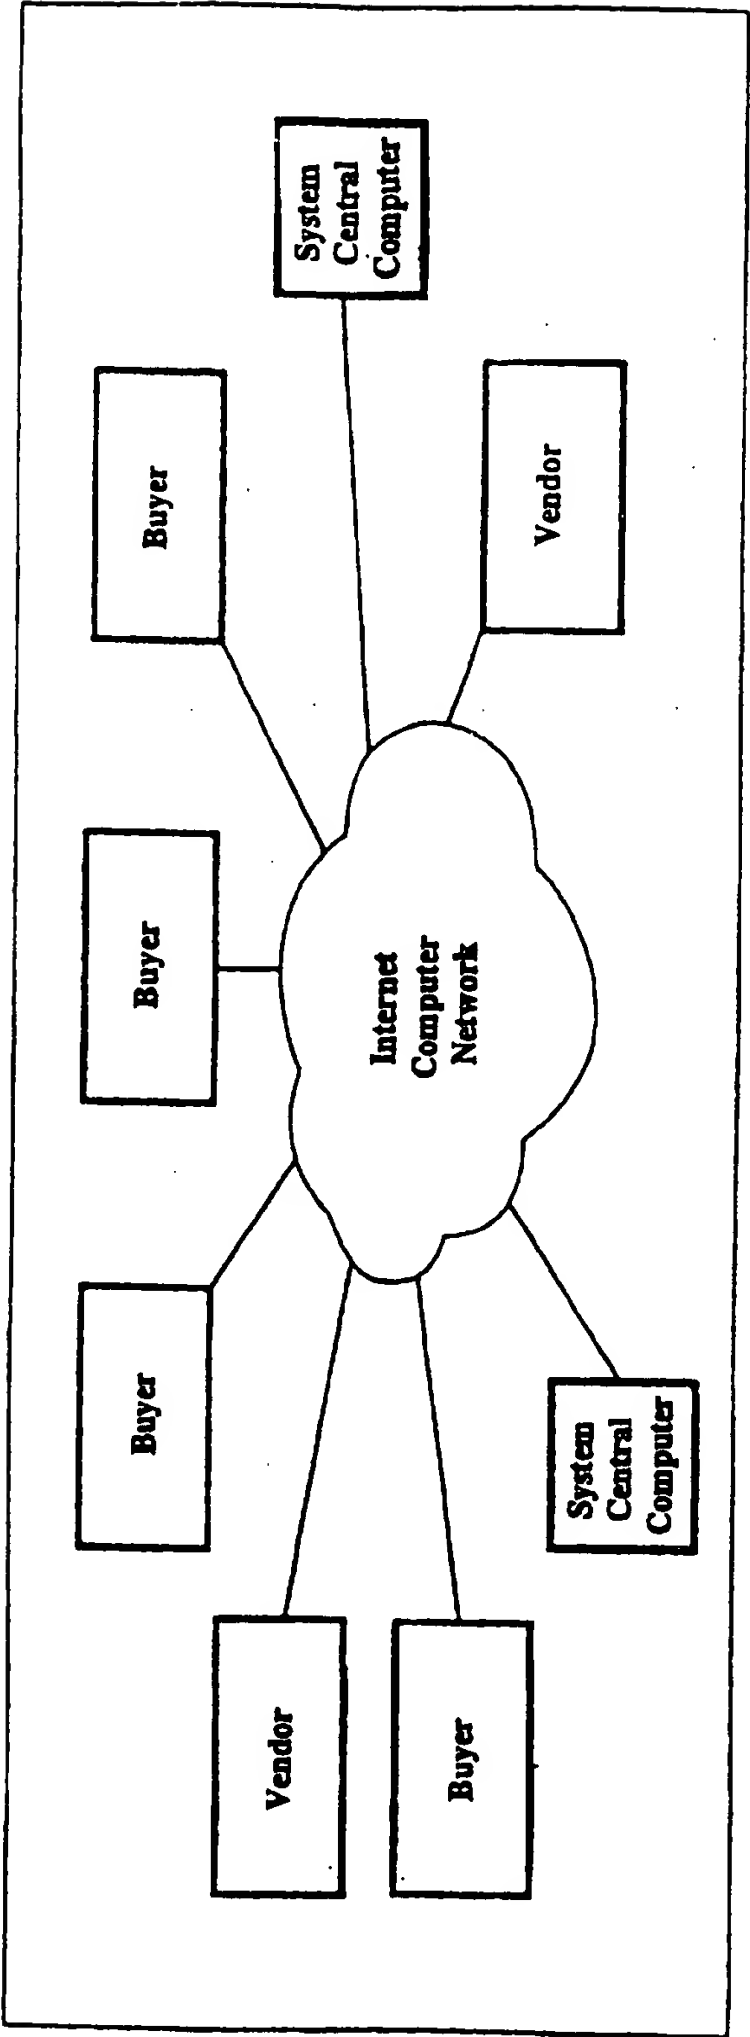 Buyer
Buyer
Buyer
Vendor
System
Central
Computer
Internet
Computer
Network
Buyer
Vendor
System
Central
Computer